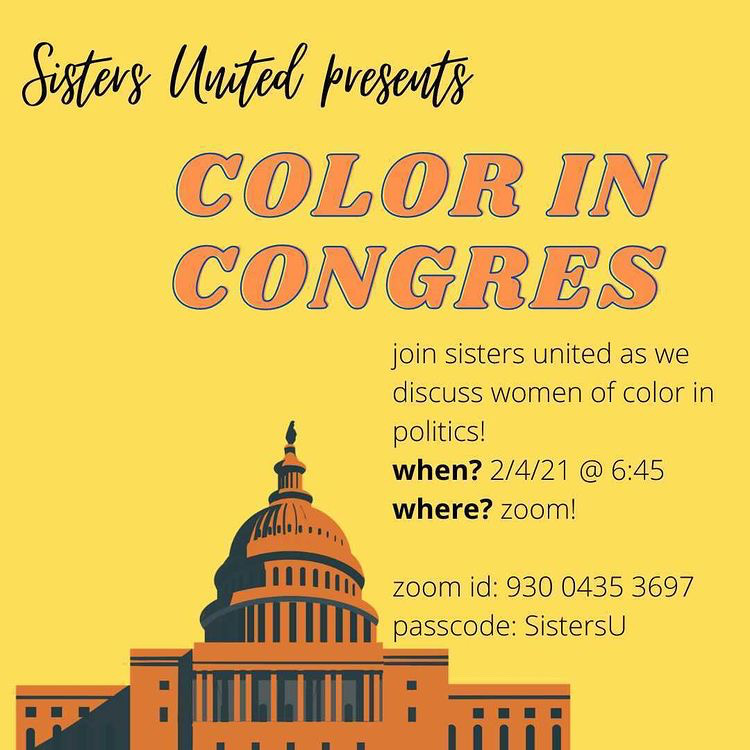 Sisters United presents
COLOR IN
CONGRES
join sisters united as we
discuss women of color in
politics!
when? 2/4/21 @ 6:45
where? zoom!
zoom id: 930 0435 3697
passcode: SistersU